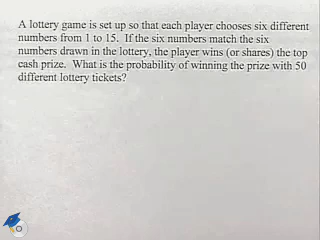 A lottery game is set up so that each player chooses six different
numbers from 1 to 15. If the six numbers match the six
numbers drawn in the lottery, the player wins (or shares) the top
cash prize. What is the probability of winning the prize with 50
different lottery tickets?